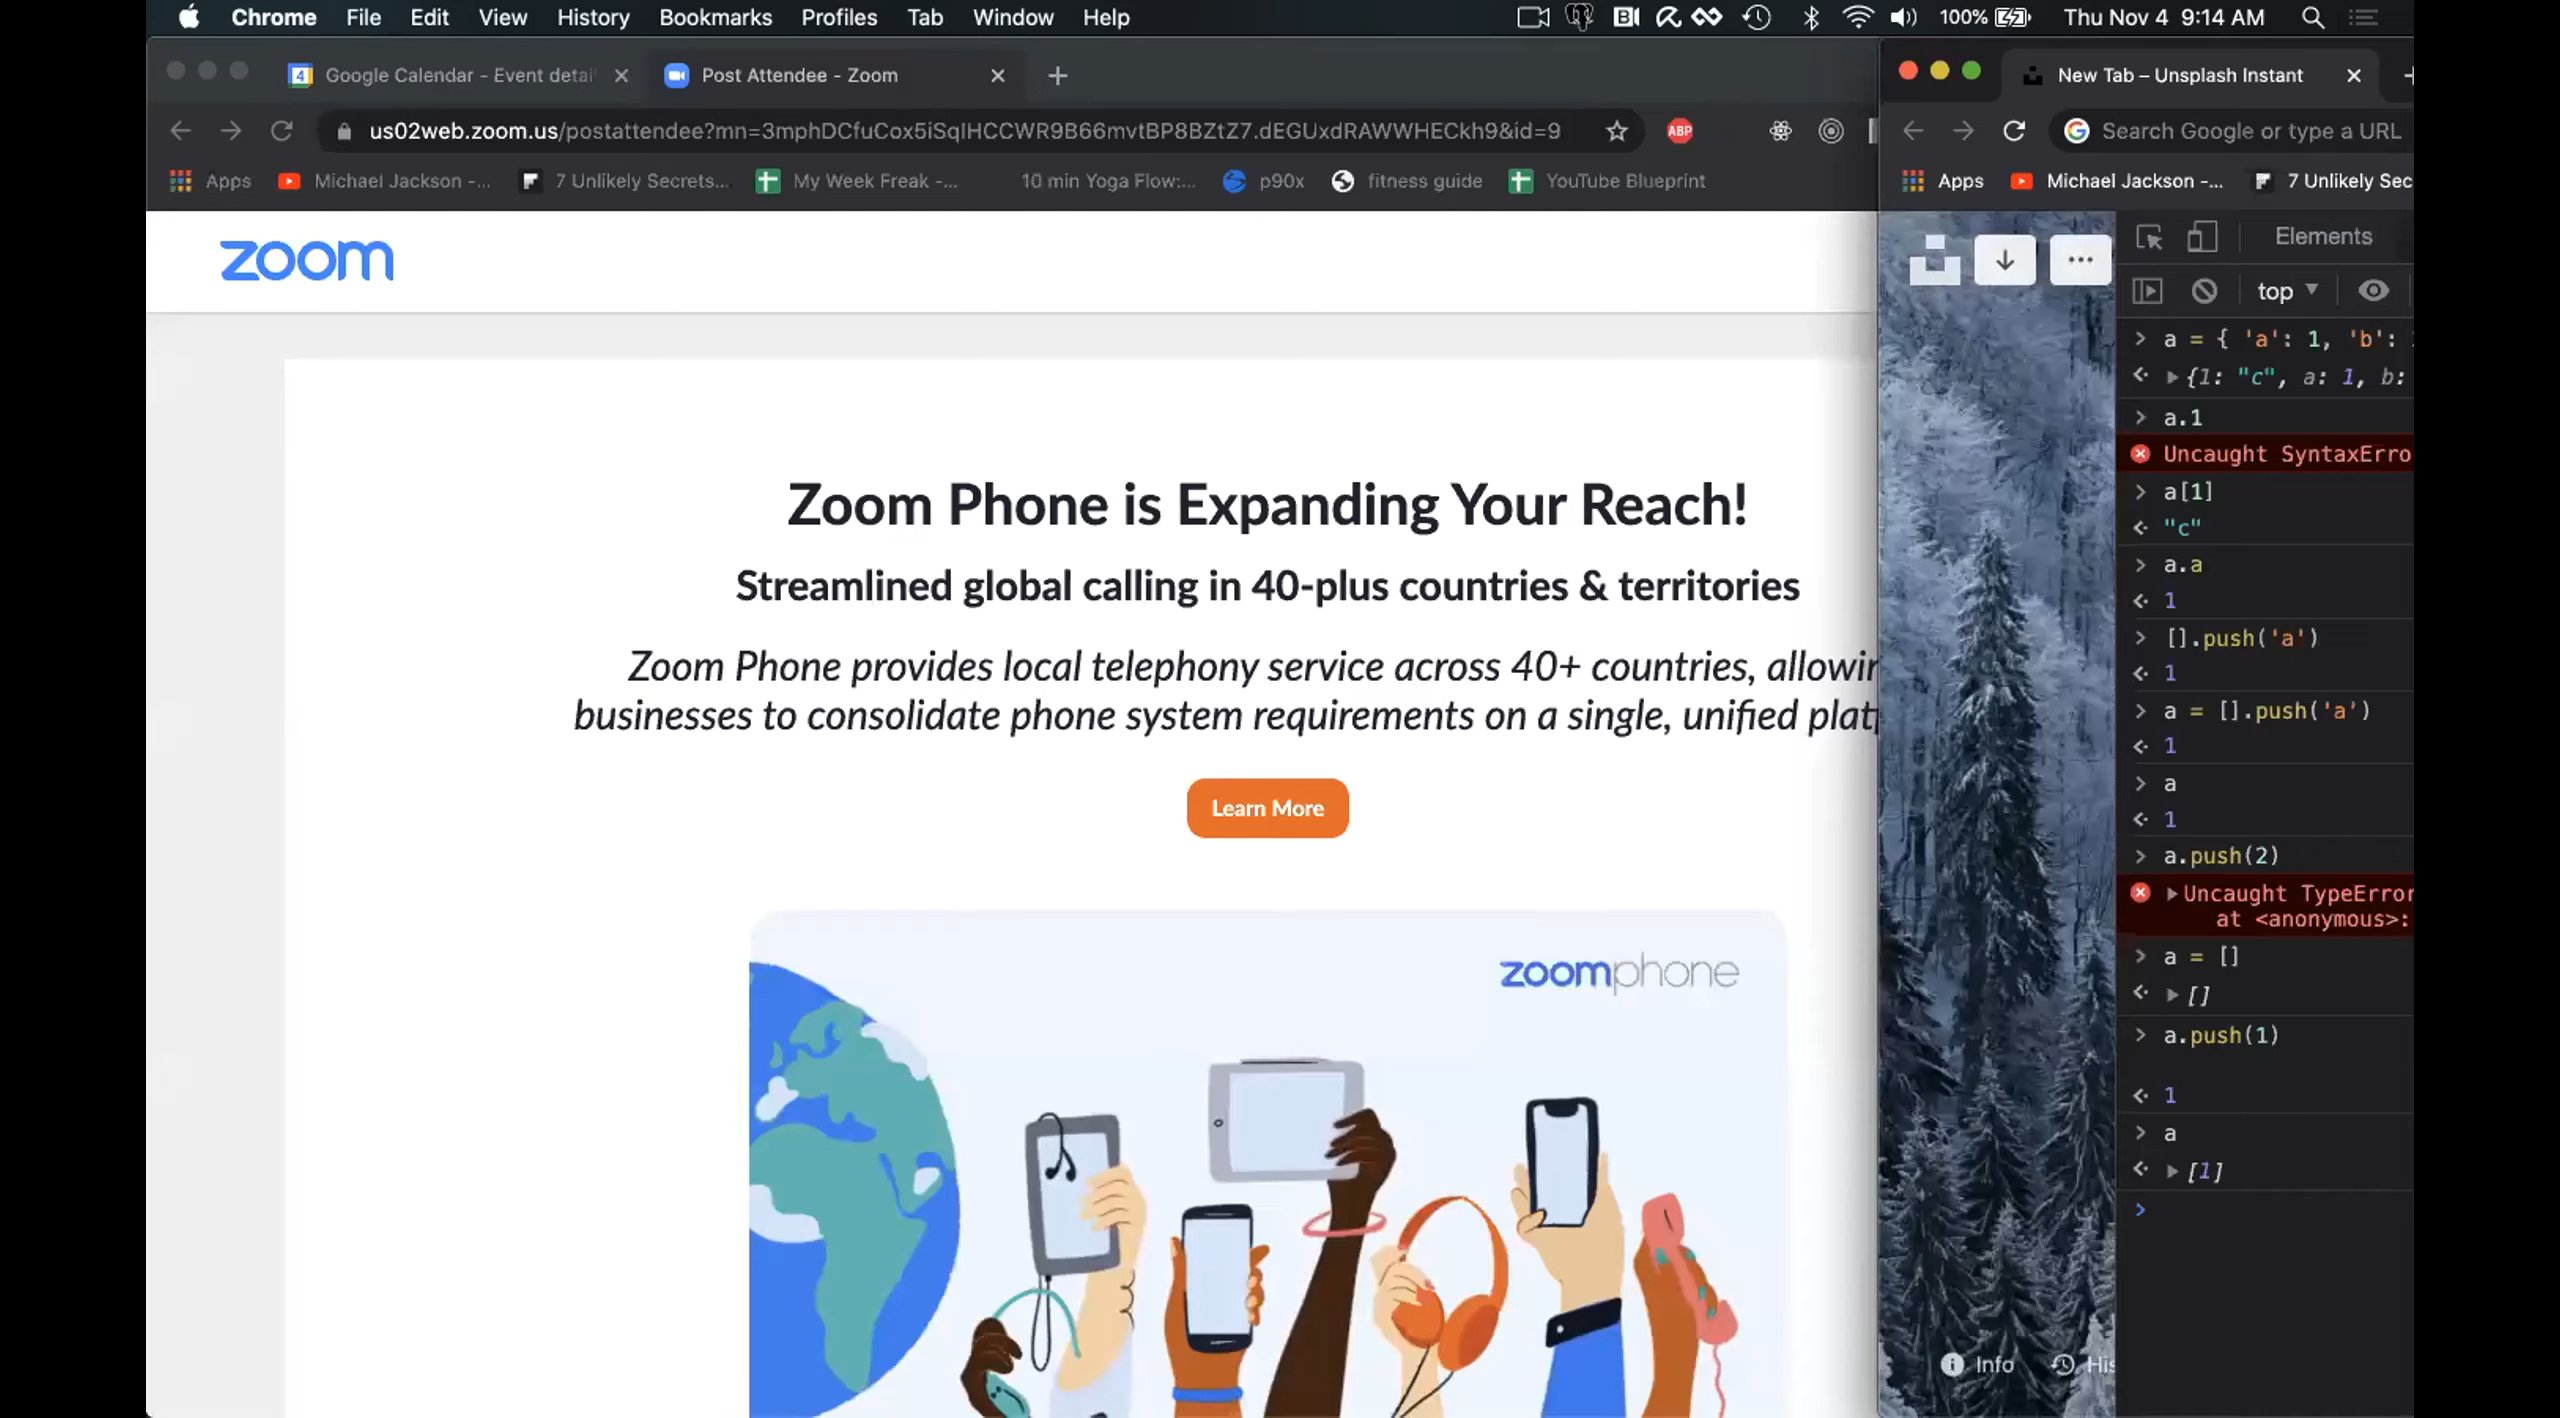 Chrome File Edit View History Bookmarks Profiles Tab Window Help 100% Thu Nov 4 9:14 AM
4 Google Calendar - Event detai
Post Attendee - Zoom
us02web.zoom.us/postattendee?mn=3mphDCfuCox5iSqIHCCWR9B66mvtBP8BZtZ7.dEGUxdRAWWHECkh9&id=9
ABP
Apps Michael Jackson -... 7 Unlikely Secrets... My Week Freak -... 10 min Yoga Flow:... p90x fitness guide YouTube Blueprint
zoom
Zoom Phone is Expanding Your Reach!
Streamlined global calling in 40-plus countries & territories
Zoom Phone provides local telephony service across 40+ countries, allowin
businesses to consolidate phone system requirements on a single, unified plat
Learn More
zoomphone
New Tab – Unsplash Instant
Search Google or type a URL
Apps Michael Jackson -... 7 Unlikely Sec
Elements
top
> a = { 'a': 1, 'b':
{1: "c", a: 1, b:
> a.1
Uncaught SyntaxErro
> a[1]
"c"
> a.a
1
> [].push('a')
1
> a = [].push('a')
1
> a
1
> a.push(2)
Uncaught TypeError
at <anonymous>:
> a = []
[]
> a.push(1)
1
> a
[1]
>
Info His